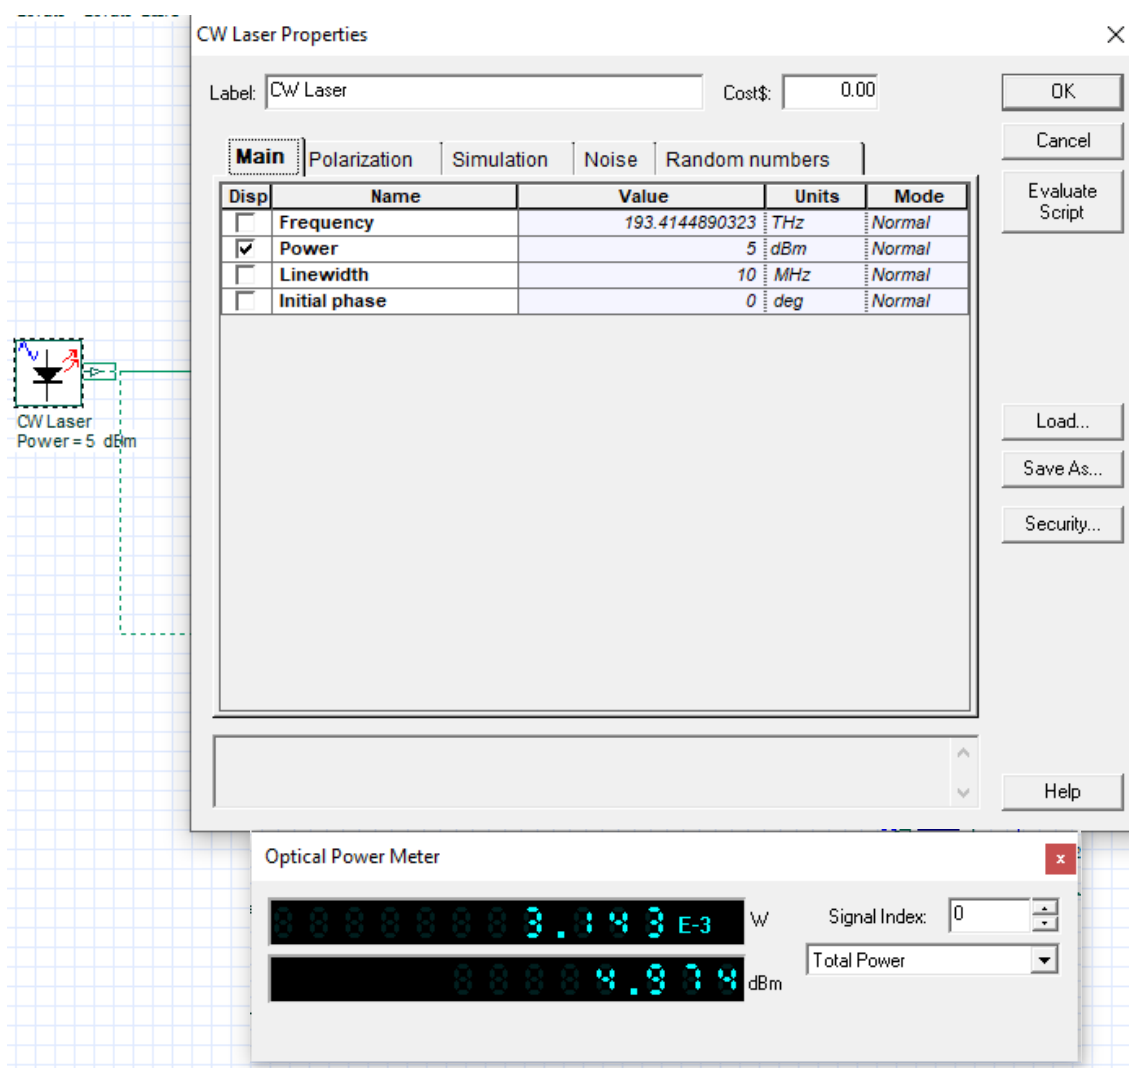 CW Laser Properties
Label: CW Laser Cost$: 0.00
OK
Cancel
Evaluate
Script
Main Polarization Simulation Noise Random numbers
Disp Name Value Units Mode
Frequency 193.4144890323 THz Normal
Power 5 dBm Normal
Linewidth 10 MHz Normal
Initial phase 0 deg Normal
CW Laser
Power = 5 dBm
Load...
Save As...
Security...
Help
Optical Power Meter x
3.143 E-3 W
Signal Index: 0
Total Power
4.974 dBm